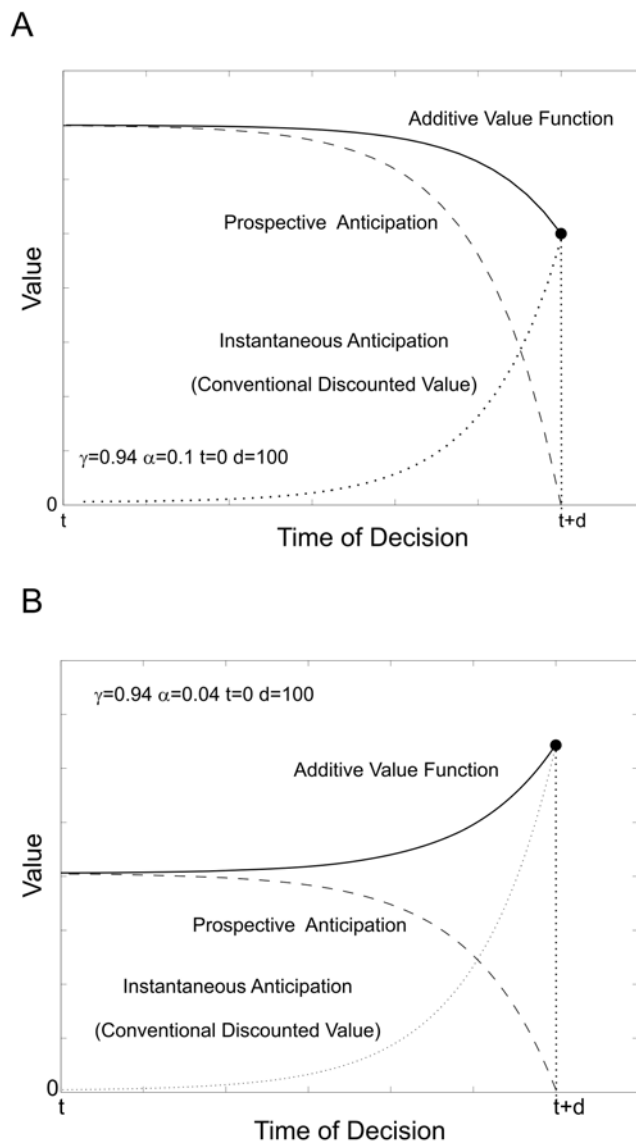 A
Additive Value Function
Prospective Anticipation
Value
Instantaneous Anticipation
(Conventional Discounted Value)
γ=0.94 α=0.1 t=0 d=100
0
t
t+d
Time of Decision
B
γ=0.94 α=0.04 t=0 d=100
Additive Value Function
Value
Prospective Anticipation
Instantaneous Anticipation
(Conventional Discounted Value)
0
t
t+d
Time of Decision